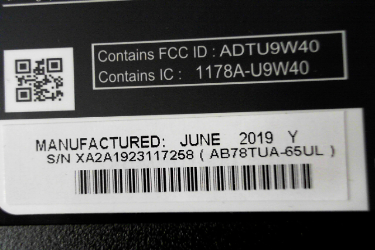 Contains FCC ID : ADTU9W40
Contains IC : 1178A-U9W40
MANUFACTURED: JUNE 2019 Y
S/N XA2A1923117258 ( AB78TUA-65UL )